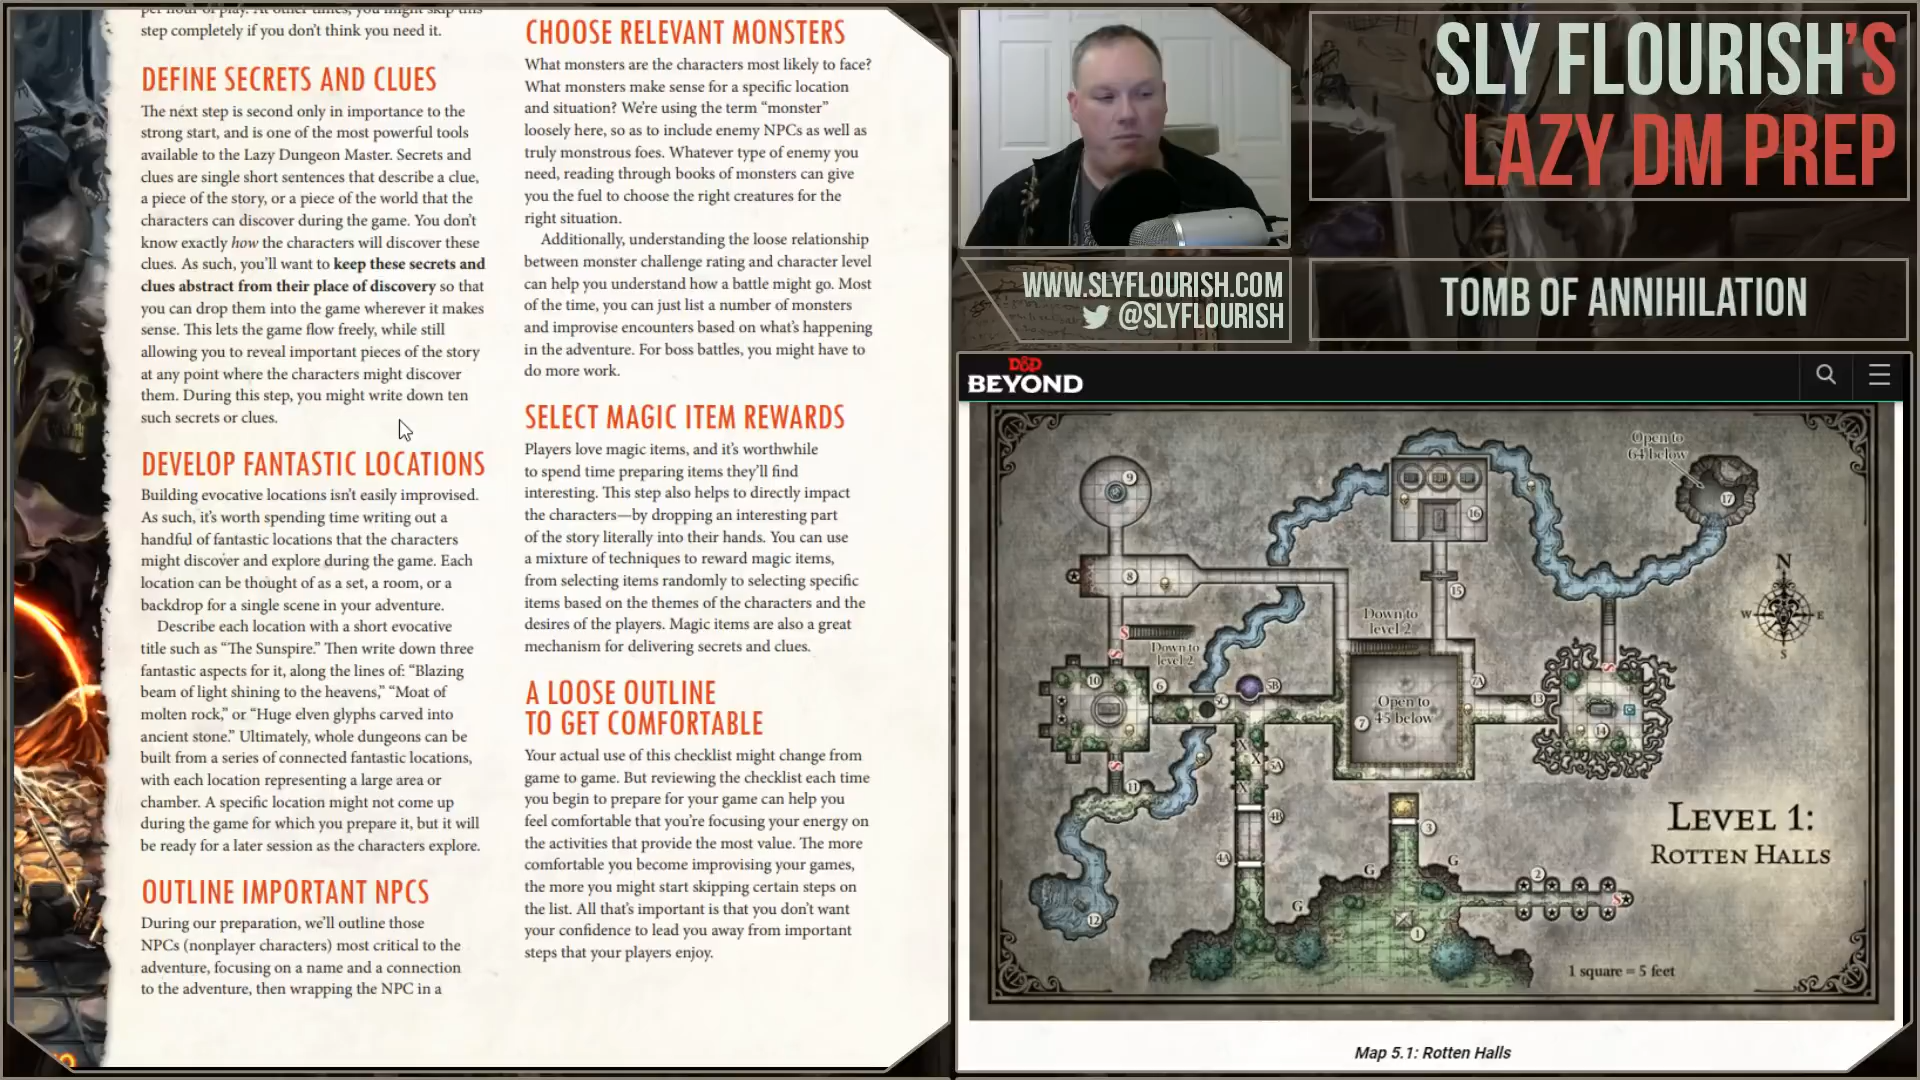 step completely if you don't think you need it.
DEFINE SECRETS AND CLUES
The next step is second only in importance to the
strong start, and is one of the most powerful tools
available to the Lazy Dungeon Master. Secrets and
clues are single short sentences that describe a clue,
a piece of the story, or a piece of the world that the
characters can discover during the game. You don't
know exactly how the characters will discover these
clues. As such, you'll want to keep these secrets and
clues abstract from their place of discovery so that
you can drop them into the game wherever it makes
sense. This lets the game flow freely, while still
allowing you to reveal important pieces of the story
at any point where the characters might discover
them. During this step, you might write down ten
such secrets or clues.
DEVELOP FANTASTIC LOCATIONS
Building evocative locations isn't easily improvised.
As such, it's worth spending time writing out a
handful of fantastic locations that the characters
might discover and explore during the game. Each
location can be thought of as a set, a room, or a
backdrop for a single scene in your adventure.
Describe each location with a short evocative
title such as “The Sunspire.” Then write down three
fantastic aspects for it, along the lines of: “Blazing
beam of light shining to the heavens,” “Moat of
molten rock,” or “Huge elven glyphs carved into
ancient stone.” Ultimately, whole dungeons can be
built from a series of connected fantastic locations,
with each location representing a large area or
chamber. A specific location might not come up
during the game for which you prepare it, but it will
be ready for a later session as the characters explore.
OUTLINE IMPORTANT NPCS
During our preparation, we'll outline those
NPCs (nonplayer characters) most critical to the
adventure, focusing on a name and a connection
to the adventure, then wrapping the NPC in a
CHOOSE RELEVANT MONSTERS
What monsters are the characters most likely to face?
What monsters make sense for a specific location
and situation? We're using the term “monster”
loosely here, so as to include enemy NPCs as well as
truly monstrous foes. Whatever type of enemy you
need, reading through books of monsters can give
you the fuel to choose the right creatures for the
right situation.
Additionally, understanding the loose relationship
between monster challenge rating and character level
can help you understand how a battle might go. Most
of the time, you can just list a number of monsters
and improvise encounters based on what's happening
in the adventure. For boss battles, you might have to
do more work.
SELECT MAGIC ITEM REWARDS
Players love magic items, and it's worthwhile
to spend time preparing items they'll find
interesting. This step also helps to directly impact
the characters—by dropping an interesting part
of the story literally into their hands. You can use
a mixture of techniques to reward magic items,
from selecting items randomly to selecting specific
items based on the themes of the characters and the
desires of the players. Magic items are also a great
mechanism for delivering secrets and clues.
A LOOSE OUTLINE
TO GET COMFORTABLE
Your actual use of this checklist might change from
game to game. But reviewing the checklist each time
you begin to prepare for your game can help you
feel comfortable that you're focusing your energy on
the activities that provide the most value. The more
comfortable you become improvising your games,
the more you might start skipping certain steps on
the list. All that's important is that you don't want
your confidence to lead you away from important
steps that your players enjoy.
SLY FLOURISH'S
LAZY DM PREP
WWW.SLYFLOURISH.COM
@SLYFLOURISH
TOMB OF ANNIHILATION
D&D
BEYOND
Open to
64 below
17
9
16
8
15
N
W E
S
Down to
level 2
S
Down to
level 2
S
S
10
6
5C
5B
7A
13
7
Open to
45 below
14
X
X
X
5A
S
11
4B
3
4A
G
G
G
2
S
12
1
LEVEL 1:
ROTTEN HALLS
1 square = 5 feet
Map 5.1: Rotten Halls